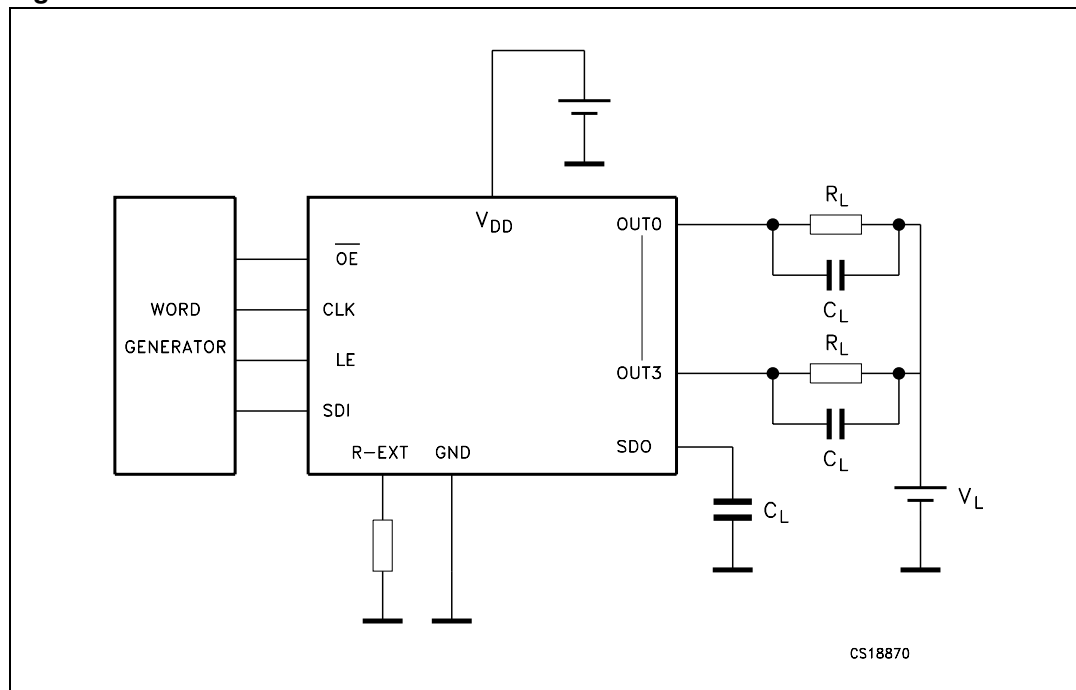 V_DD
OUT0
R_L
C_L
OE
WORD
GENERATOR
CLK
LE
SDI
R_L
OUT3
C_L
R-EXT
GND
SDO
C_L
V_L
CS18870